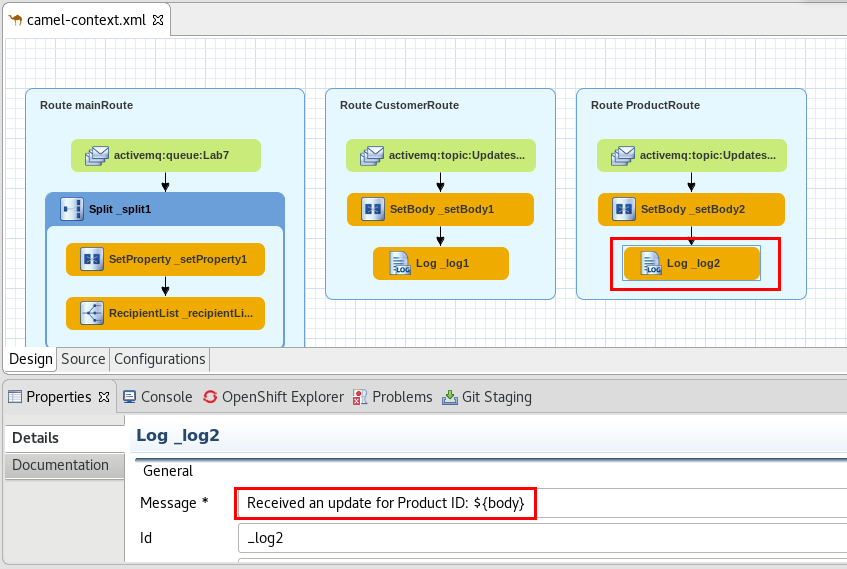 camel-context.xml
Route mainRoute
activemq:queue:Lab7
Split _split1
SetProperty _setProperty1
RecipientList _recipientLi...
Route CustomerRoute
activemq:topic:Updates...
SetBody _setBody1
LOG
Log _log1
Route ProductRoute
activemq:topic:Updates...
SetBody _setBody2
LOG
Log _log2
Design Source Configurations
Properties Console OpenShift Explorer Problems Git Staging
Details
Documentation
Log _log2
General
Message * Received an update for Product ID: ${body}
Id _log2